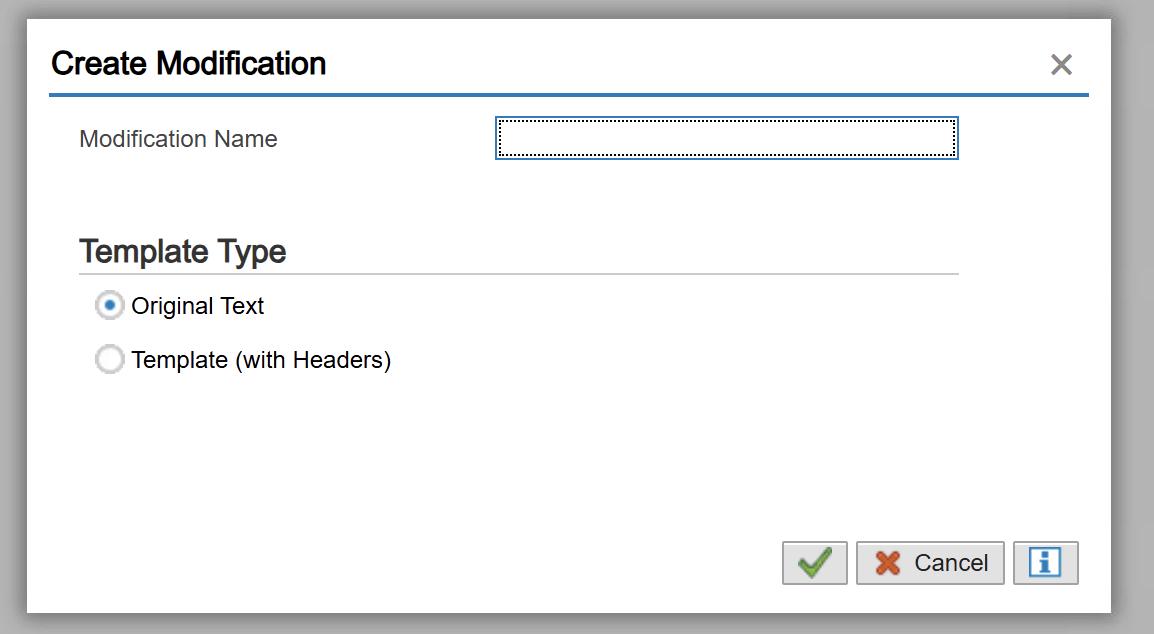 Create Modification
Modification Name
Template Type
Original Text
Template (with Headers)
Cancel